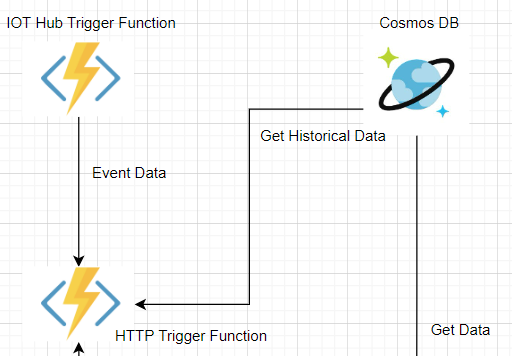 IOT Hub Trigger Function
Cosmos DB
Get Historical Data
Event Data
HTTP Trigger Function
Get Data